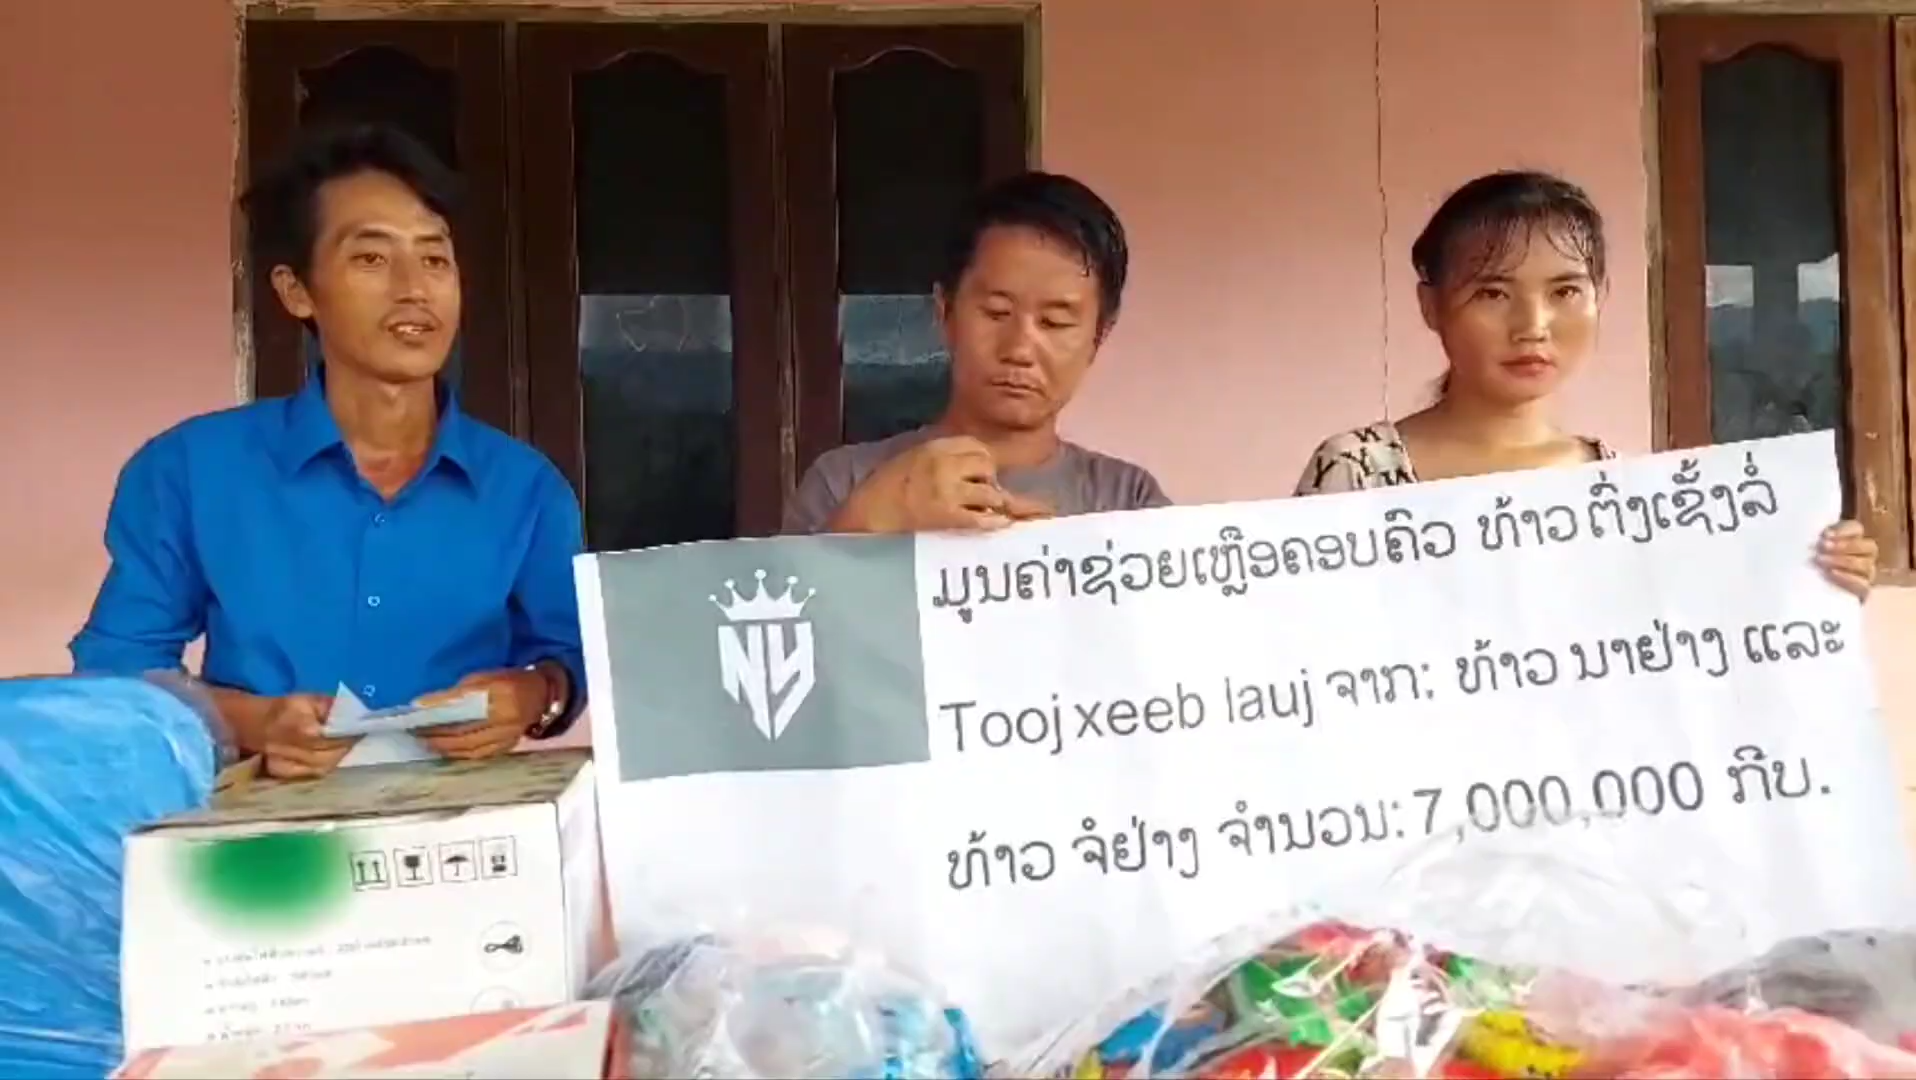 NY
ມູນຄ່າຊ່ວຍເຫຼືອຄອບຄົວ ທ້າວ ຕົ່ງເຊັ້ງລໍ່
Tooj xeeb lauj ຈາກ: ທ້າວ ນາຢ່າງ ແລະ
ທ້າວ ຈໍຢ່າງ ຈຳນວນ: 7,000,000 ກີບ.